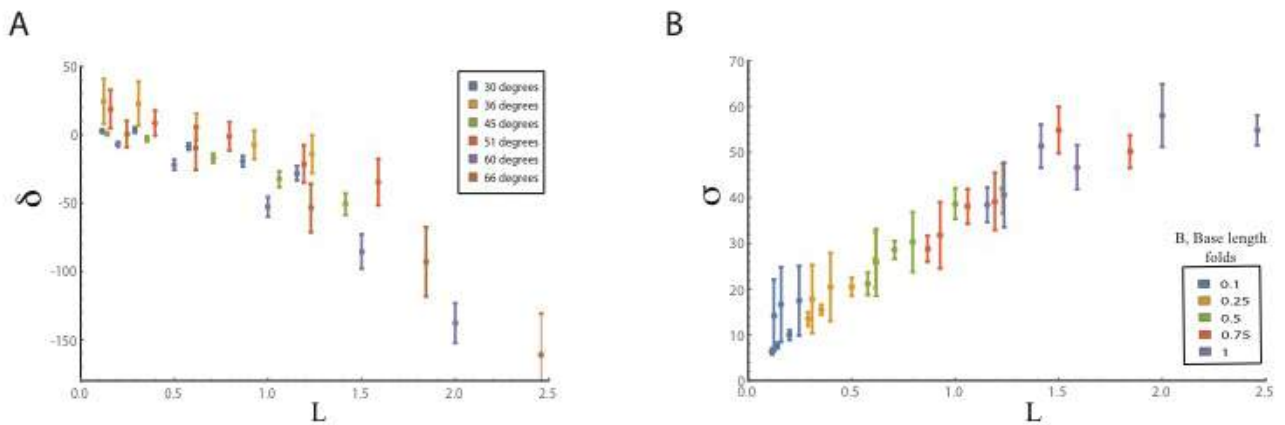 A
50
0
-50
-100
-150
δ
0.0
0.5
1.0
1.5
2.0
2.5
L
30 degrees
36 degrees
45 degrees
51 degrees
60 degrees
66 degrees
B
70
60
50
40
30
20
10
0
σ
0.0
0.5
1.0
1.5
2.0
2.5
L
B, Base length
folds
0.1
0.25
0.5
0.75
1